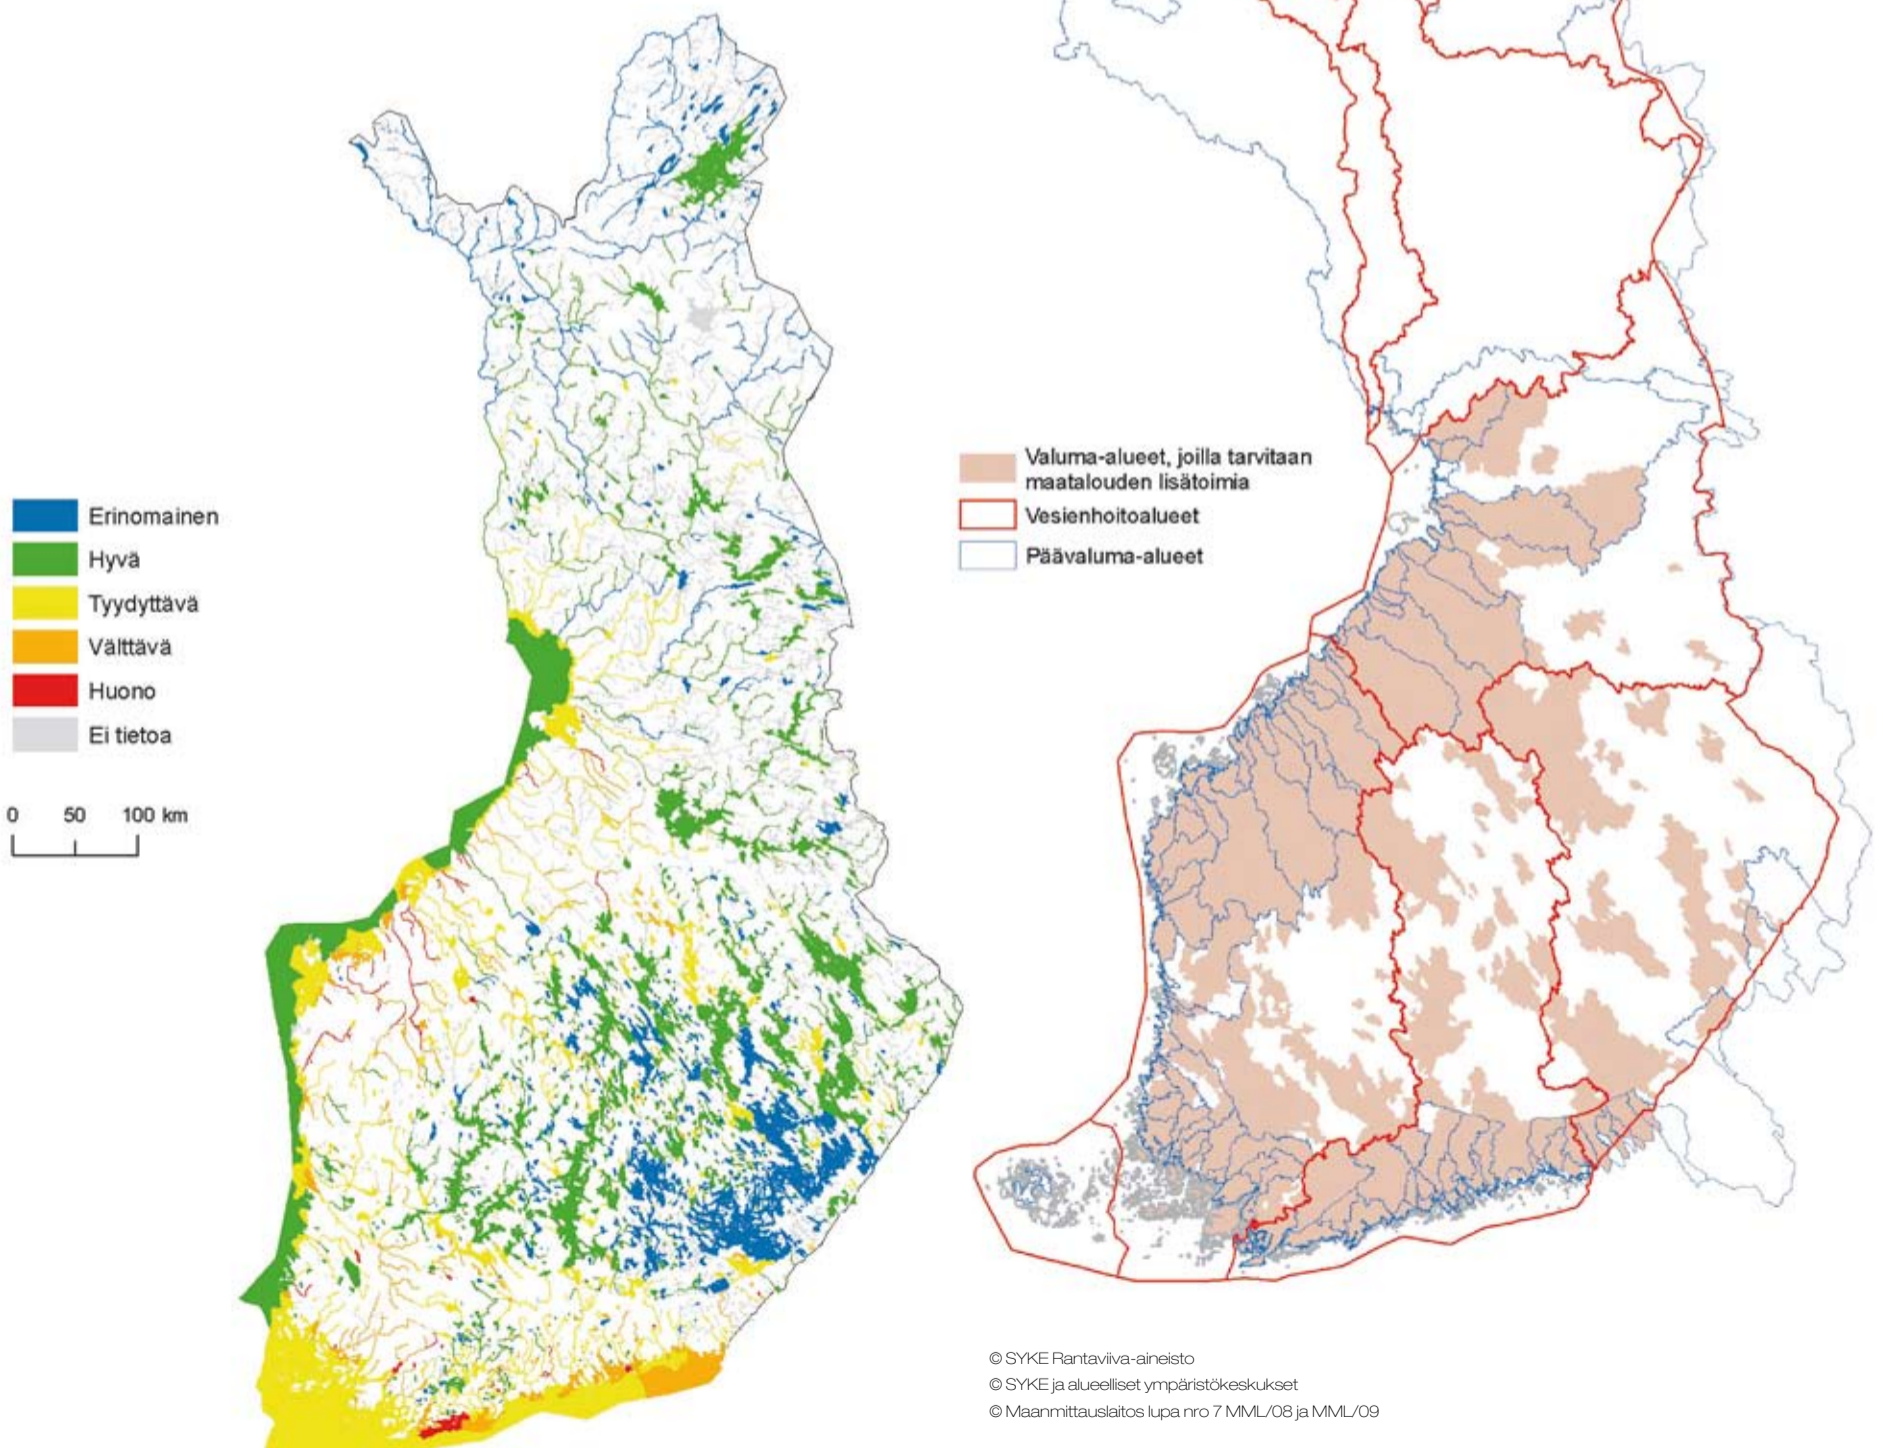 Erinomainen
Hyvä
Tyydyttävä
Välttävä
Huono
Ei tietoa
0 50 100 km
Valuma-alueet, joilla tarvitaan
maatalouden lisätoimia
Vesienhoitoalueet
Päävaluma-alueet
© SYKE Rantaviiva-aineisto
© SYKE ja alueelliset ympäristökeskukset
© Maanmittauslaitos lupa nro 7 MML/08 ja MML/09